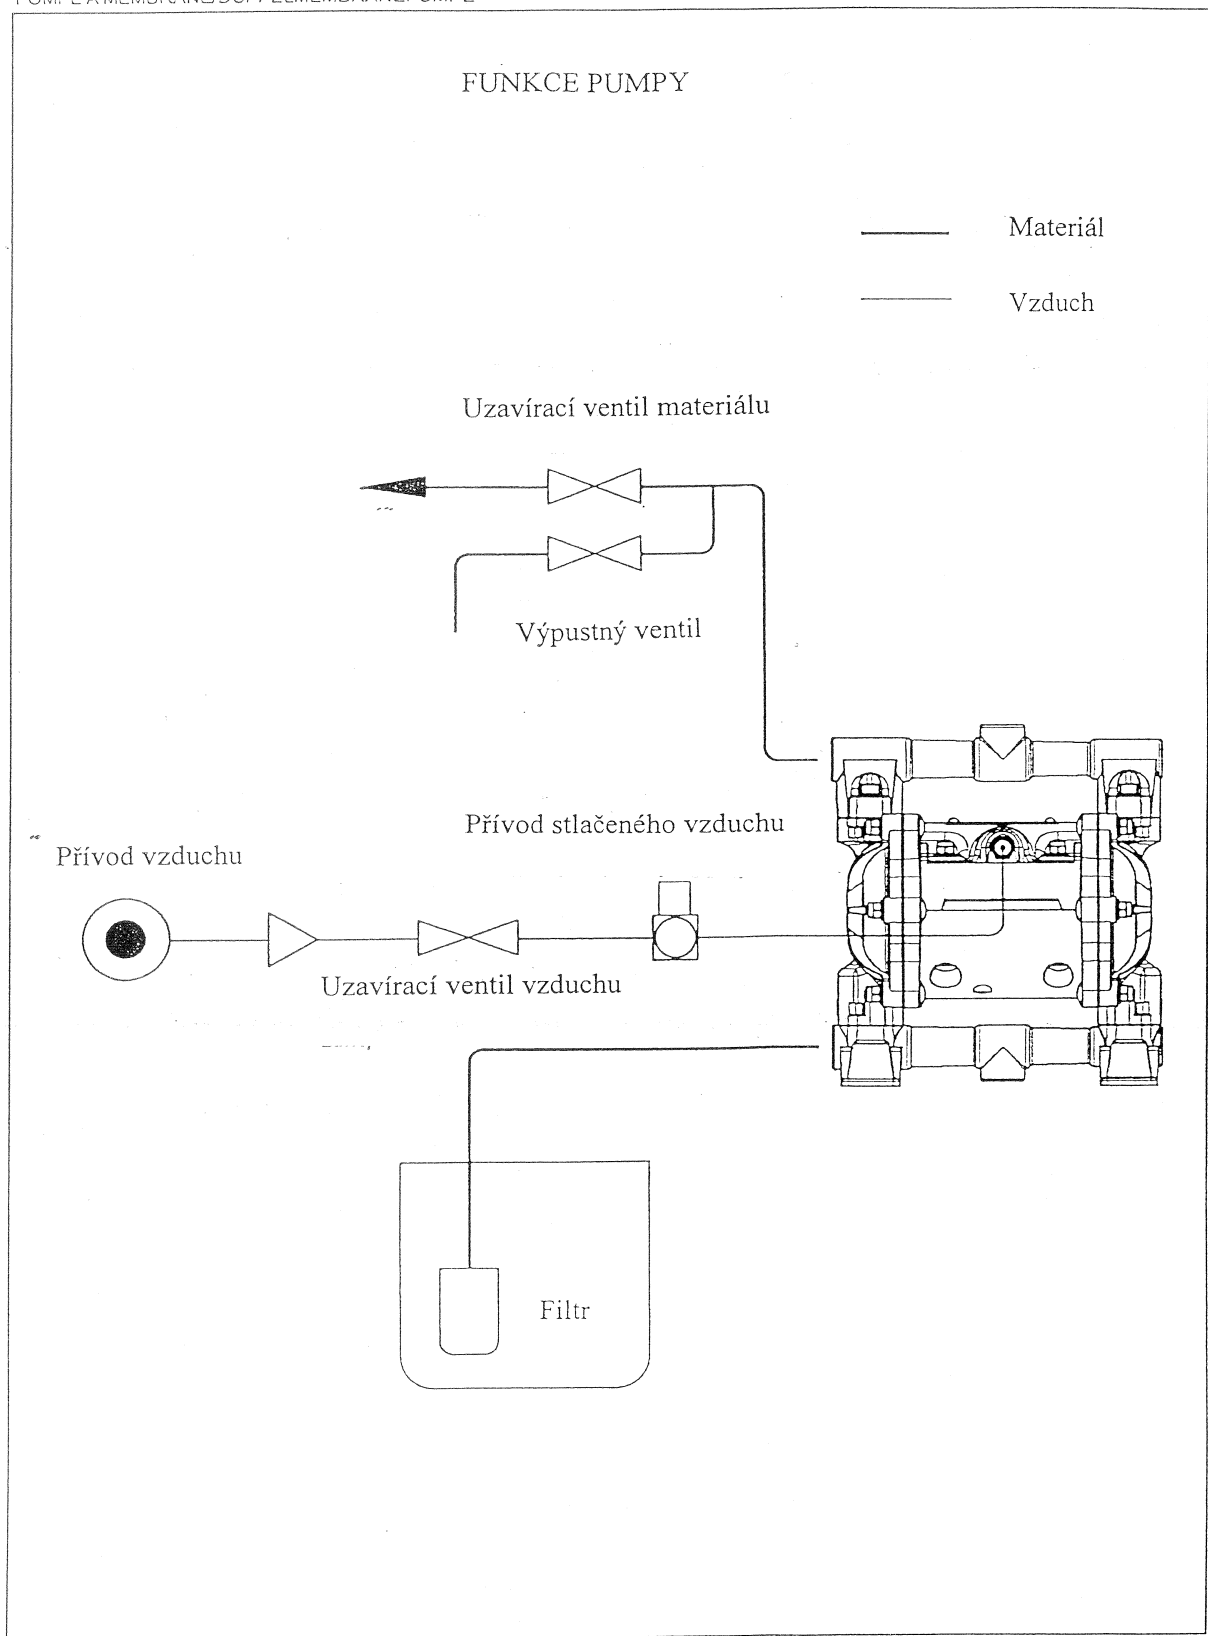 FUNKCE PUMPY
Materiál
Vzduch
Uzavírací ventil materiálu
Výpustný ventil
Přívod stlačeného vzduchu
Přívod vzduchu
Uzavírací ventil vzduchu
Filtr